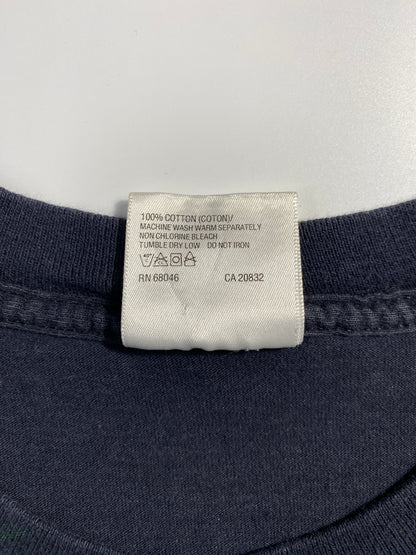 100% COTTON (COTON)/
MACHINE WASH WARM SEPARATELY
NON CHLORINE BLEACH
TUMBLE DRY LOW DO NOT IRON
RN 68046 CA 20832